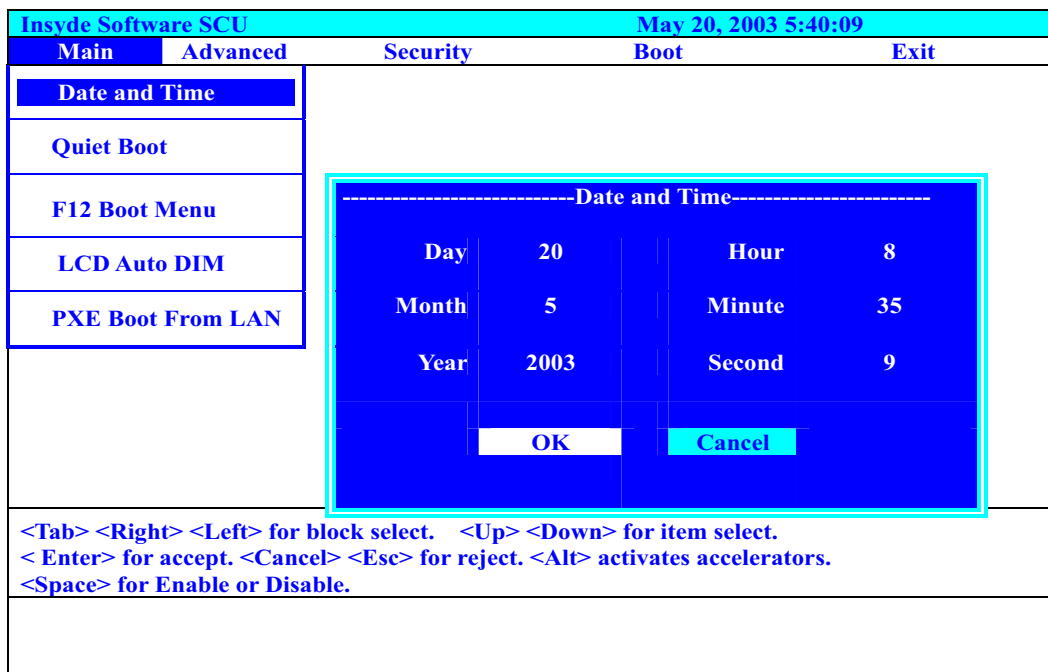 Insyde Software SCU May 20, 2003 5:40:09
Main Advanced Security Boot Exit
Date and Time
Quiet Boot
F12 Boot Menu
LCD Auto DIM
PXE Boot From LAN
----------------------------Date and Time------------------------
Day 20 Hour 8
Month 5 Minute 35
Year 2003 Second 9
OK Cancel
<Tab> <Right> <Left> for block select. <Up> <Down> for item select.
< Enter> for accept. <Cancel> <Esc> for reject. <Alt> activates accelerators.
<Space> for Enable or Disable.